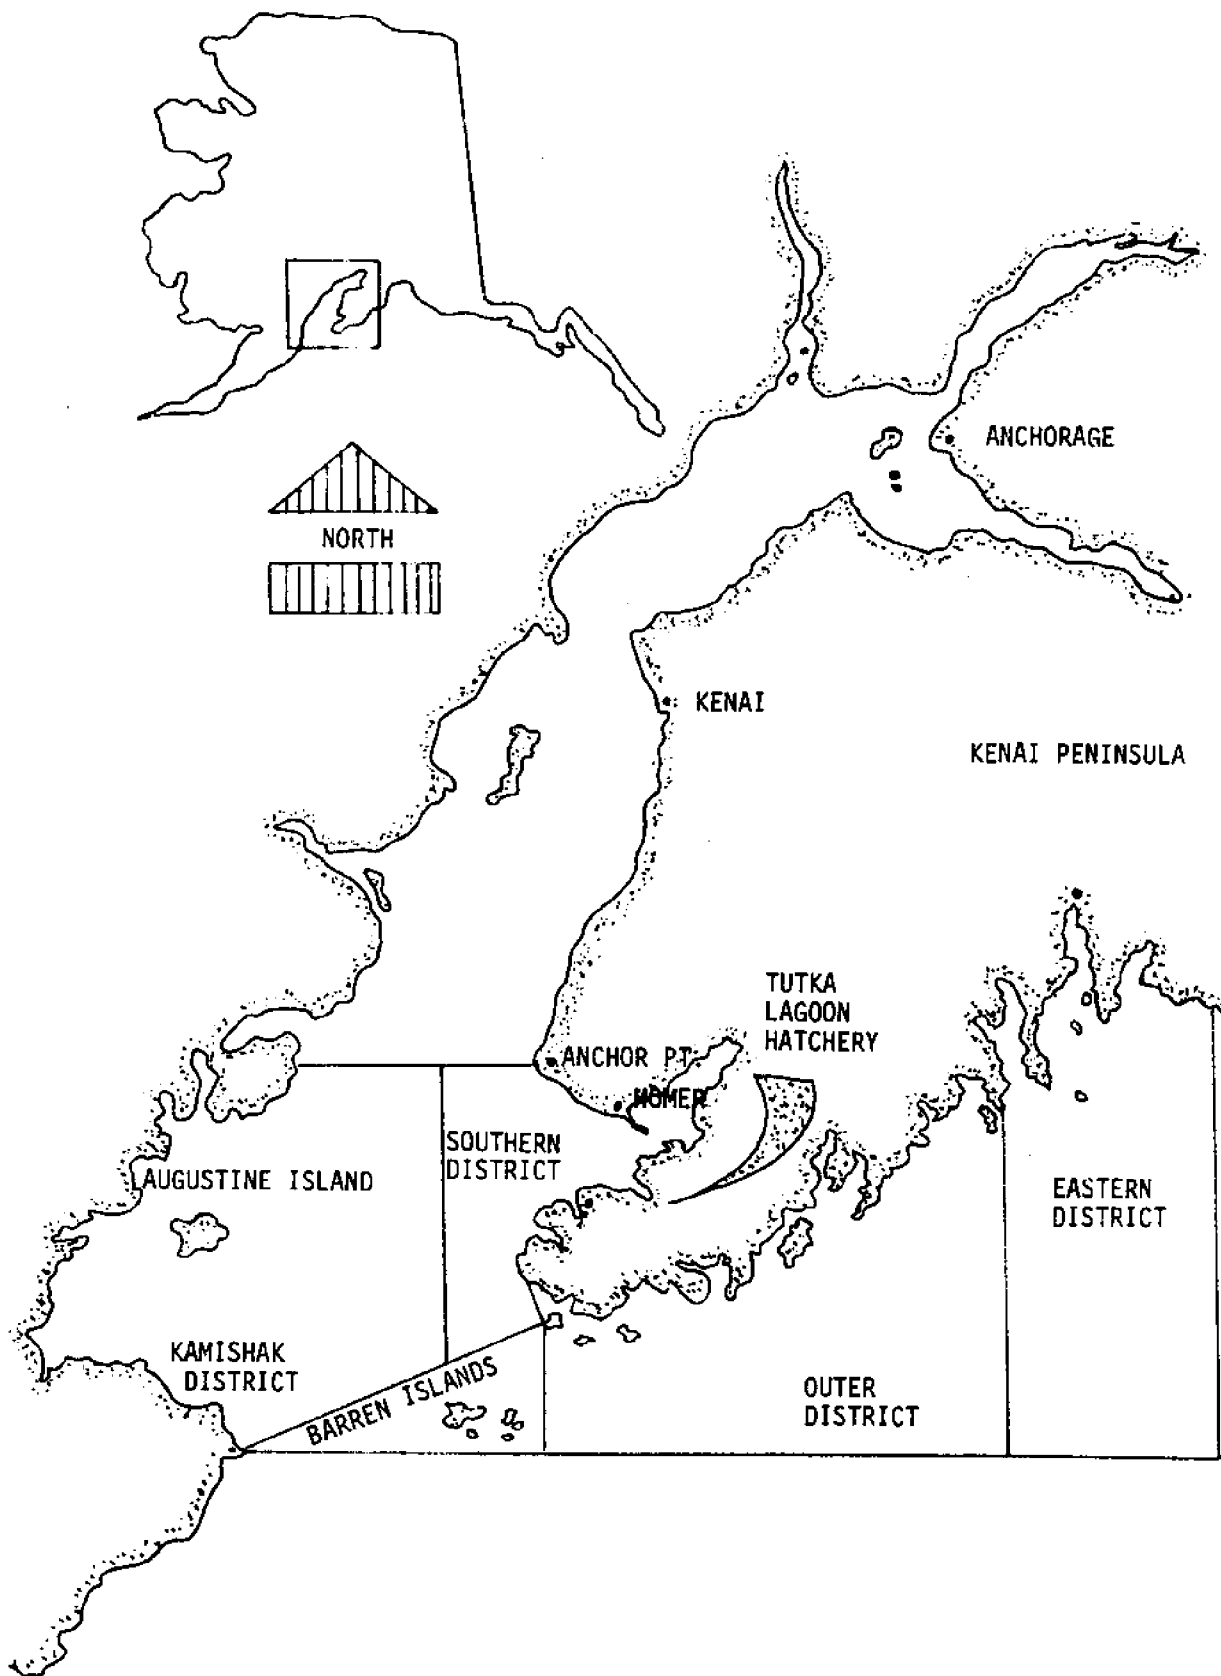 ANCHORAGE
NORTH
KENAI
KENAI PENINSULA
TUTKA
LAGOON
HATCHERY
ANCHOR PT
HOMER
SOUTHERN
DISTRICT
AUGUSTINE ISLAND
EASTERN
DISTRICT
KAMISHAK
DISTRICT
BARREN ISLANDS
OUTER
DISTRICT